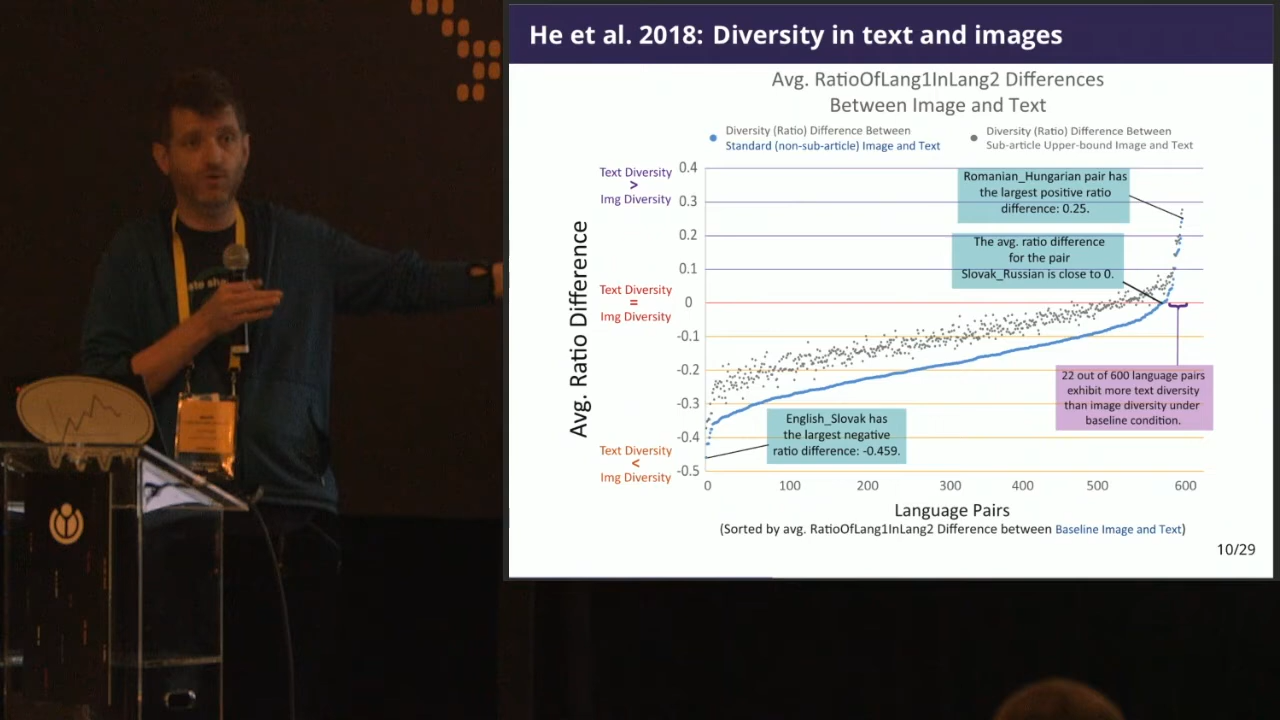 He et al. 2018: Diversity in text and images
Avg. RatioOfLang1InLang2 Differences
Between Image and Text
Diversity (Ratio) Difference Between
Standard (non-sub-article) Image and Text
Diversity (Ratio) Difference Between
Sub-article Upper-bound Image and Text
Avg. Ratio Difference
Text Diversity
>
Img Diversity
Text Diversity
=
Img Diversity
Text Diversity
<
Img Diversity
0.4
0.3
0.2
0.1
0
-0.1
-0.2
-0.3
-0.4
-0.5
Romanian_Hungarian pair has
the largest positive ratio
difference: 0.25.
The avg. ratio difference
for the pair
Slovak_Russian is close to 0.
22 out of 600 language pairs
exhibit more text diversity
than image diversity under
baseline condition.
English_Slovak has
the largest negative
ratio difference: -0.459.
0 100 200 300 400 500 600
Language Pairs
(Sorted by avg. RatioOfLang1InLang2 Difference between Baseline Image and Text)
10/29